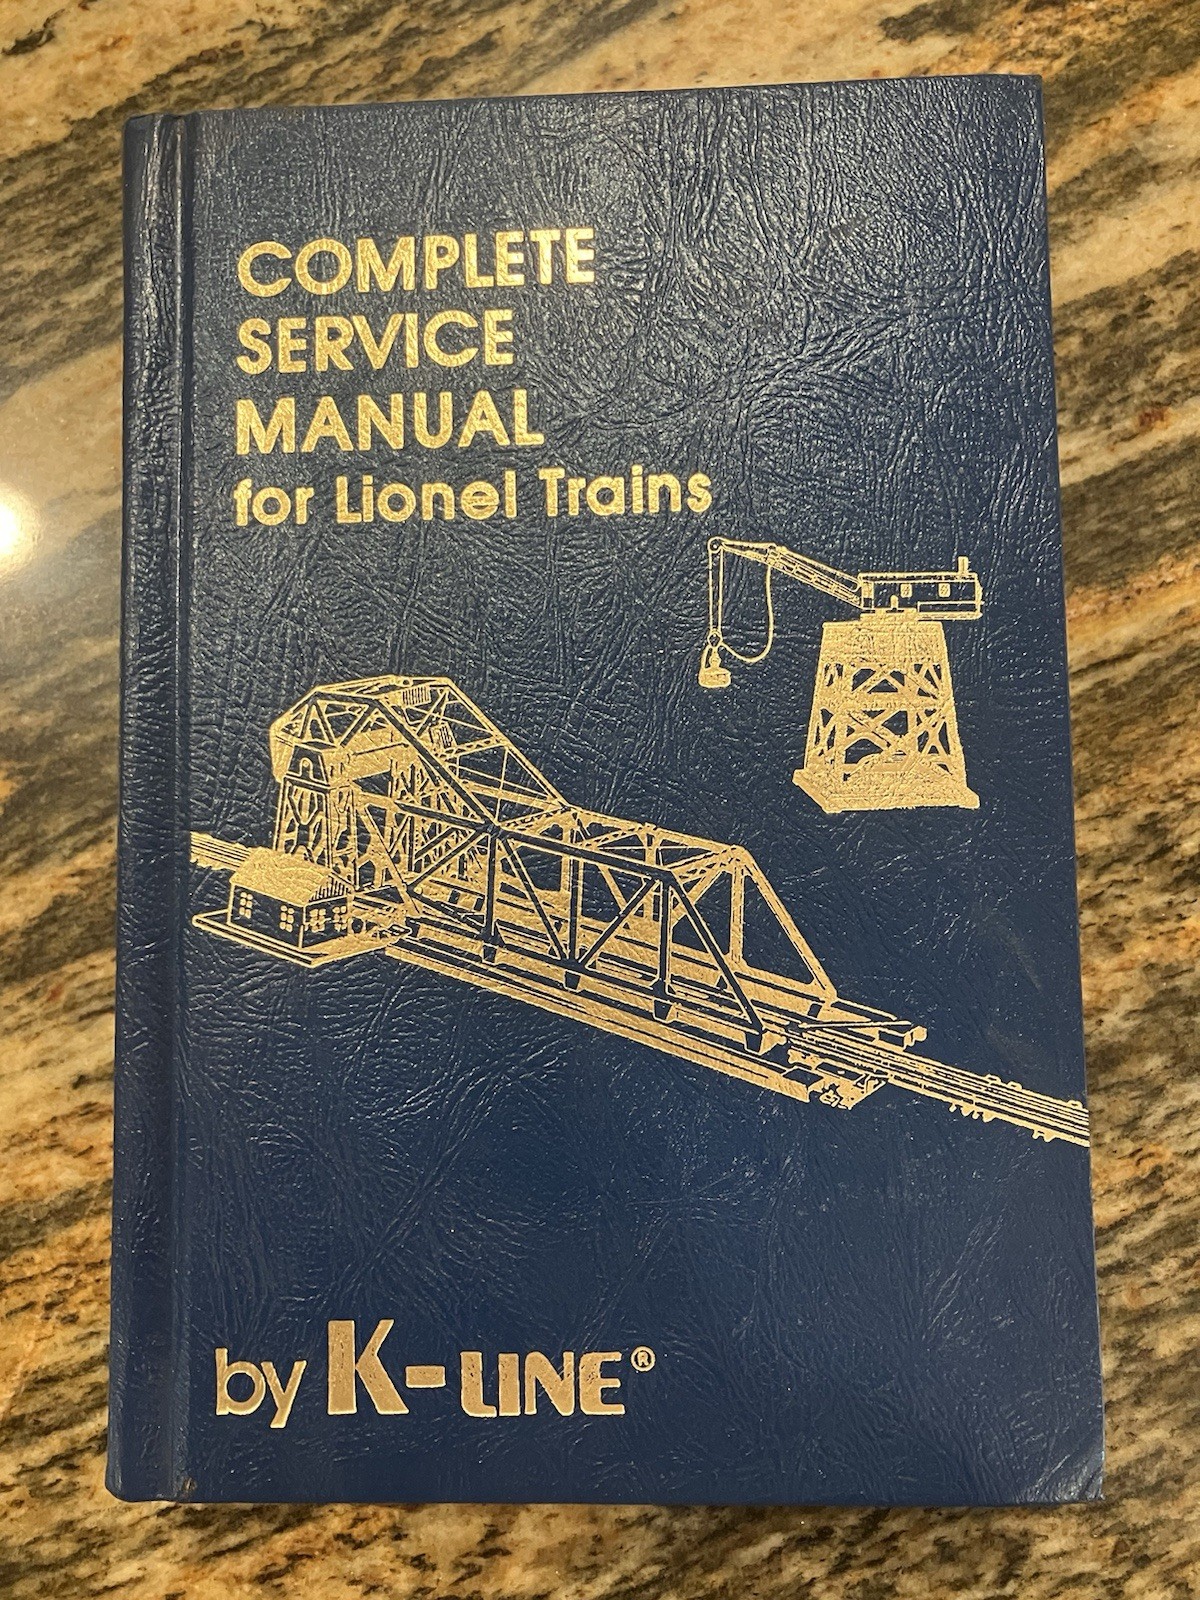 COMPLETE
SERVICE
MANUAL
for Lionel Trains
by K-LINE®